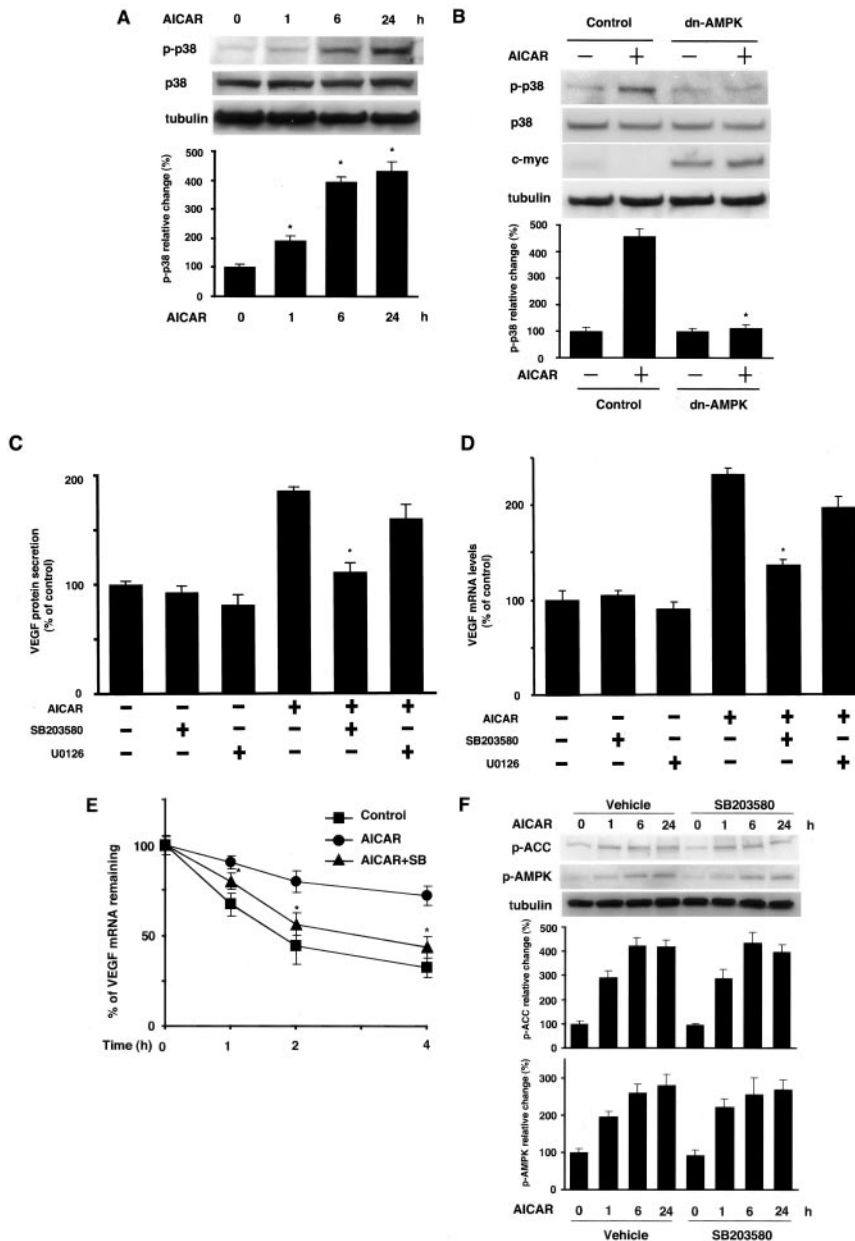 A
AICAR 0 1 6 24 h
p-p38
p38
tubulin
p-p38 relative change (%)
500
400
300
200
100
0
* * *
AICAR 0 1 6 24 h
B
Control dn-AMPK
AICAR − + − +
p-p38
p38
c-myc
tubulin
p-p38 relative change (%)
500
400
300
200
100
0
*
AICAR − + − +
Control dn-AMPK
C
VEGF protein secretion
(% of control)
200
100
0
*
AICAR − − − + + +
SB203580 − + − − + −
U0126 − − + − − +
D
VEGF mRNA levels
(% of control)
200
100
0
*
AICAR − − − + + +
SB203580 − + − − + −
U0126 − − + − − +
E
Control
AICAR
AICAR+SB
% of VEGF mRNA remaining
100
50
0
* * *
Time (h) 0 1 2 4
F
Vehicle SB203580
AICAR 0 1 6 24 0 1 6 24 h
p-ACC
p-AMPK
tubulin
p-ACC relative change (%)
500
400
300
200
100
0
p-AMPK relative change (%)
300
200
100
0
AICAR 0 1 6 24 0 1 6 24 h
Vehicle SB203580